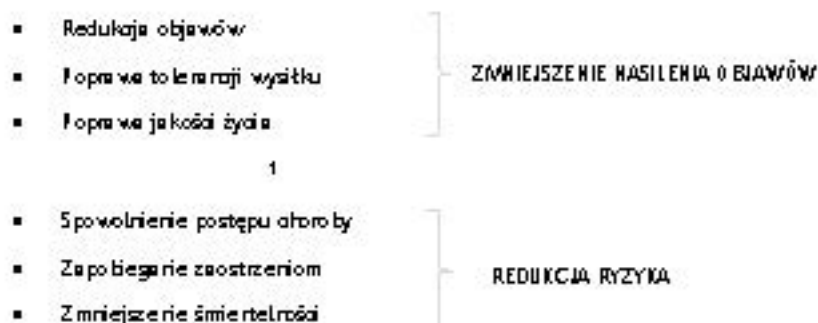 ▪ Redukcja objawów
▪ Poprawa tolerancji wysiłku
ZMNIEJSZENIE NASILENIA OBJAWÓW
▪ Poprawa jakości życia
1
▪ Spowolnienie postępu choroby
▪ Zapobieganie zaostrzeniom
REDUKCJA RYZYKA
▪ Zmniejszenie śmiertelności